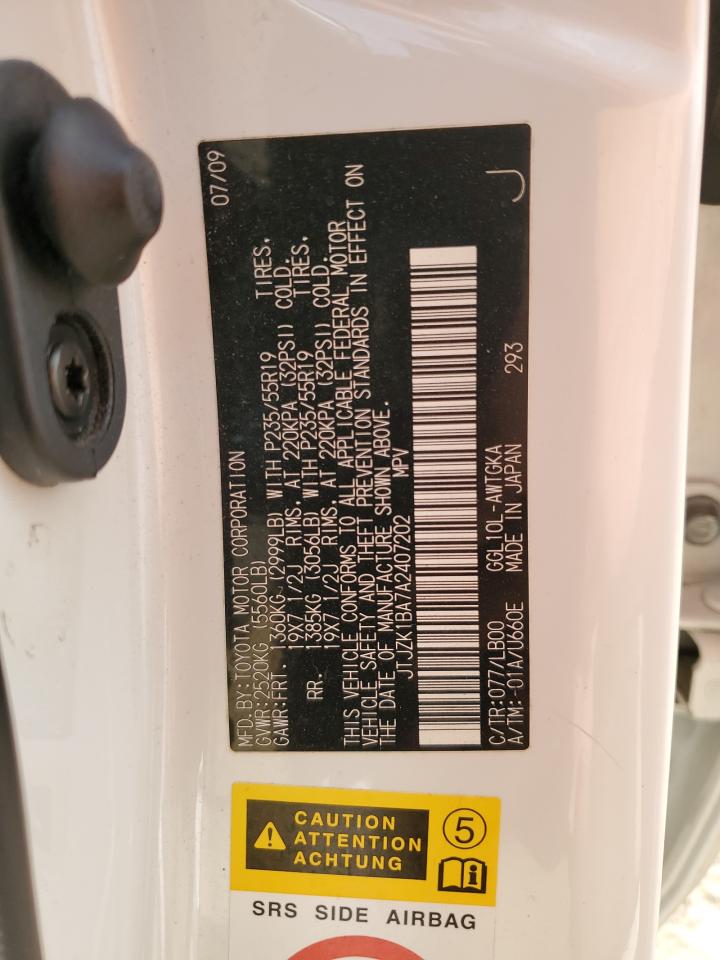 MFD.BY:TOYOTA MOTOR CORPORATION 07/09
GVWR:2520KG (5560LB)
GAWR:FRT. 1360KG (2999LB) WITH P235/55R19 TIRES,
19X7 1/2J RIMS, AT 220KPA (32PSI) COLD.
RR. 1385KG (3056LB) WITH P235/55R19 TIRES,
19X7 1/2J RIMS, AT 220KPA (32PSI) COLD.
THIS VEHICLE CONFORMS TO ALL APPLICABLE FEDERAL MOTOR
VEHICLE SAFETY AND THEFT PREVENTION STANDARDS IN EFFECT ON
THE DATE OF MANUFACTURE SHOWN ABOVE.
JTJZK1BA7A2407202 MPV
C/TR:077/LB00 GGL10L-AWTGKA 293 J
A/TM:-01A/U660E MADE IN JAPAN
CAUTION
ATTENTION
ACHTUNG
5
SRS SIDE AIRBAG